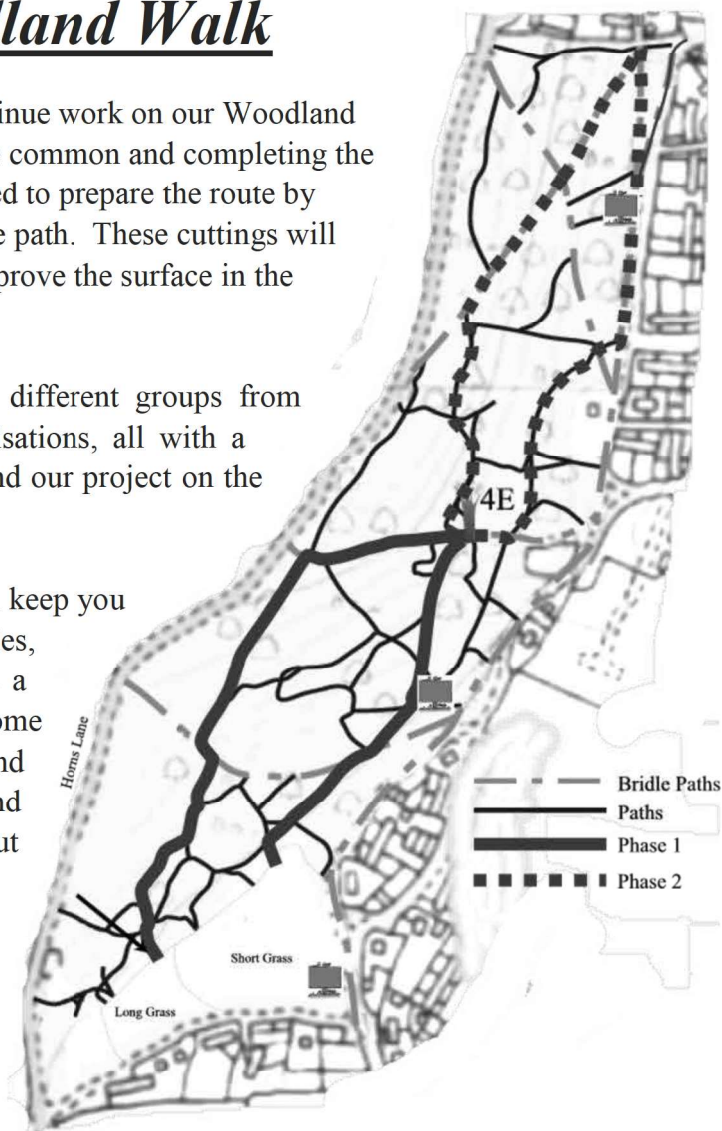 lland Walk
inue work on our Woodland
common and completing the
ed to prepare the route by
e path. These cuttings will
prove the surface in the
different groups from
isations, all with a
nd our project on the
keep you
es,
a
ome
nd
nd
ut
4E
Horns Lane
Bridle Paths
Paths
Phase 1
Phase 2
Short Grass
Long Grass